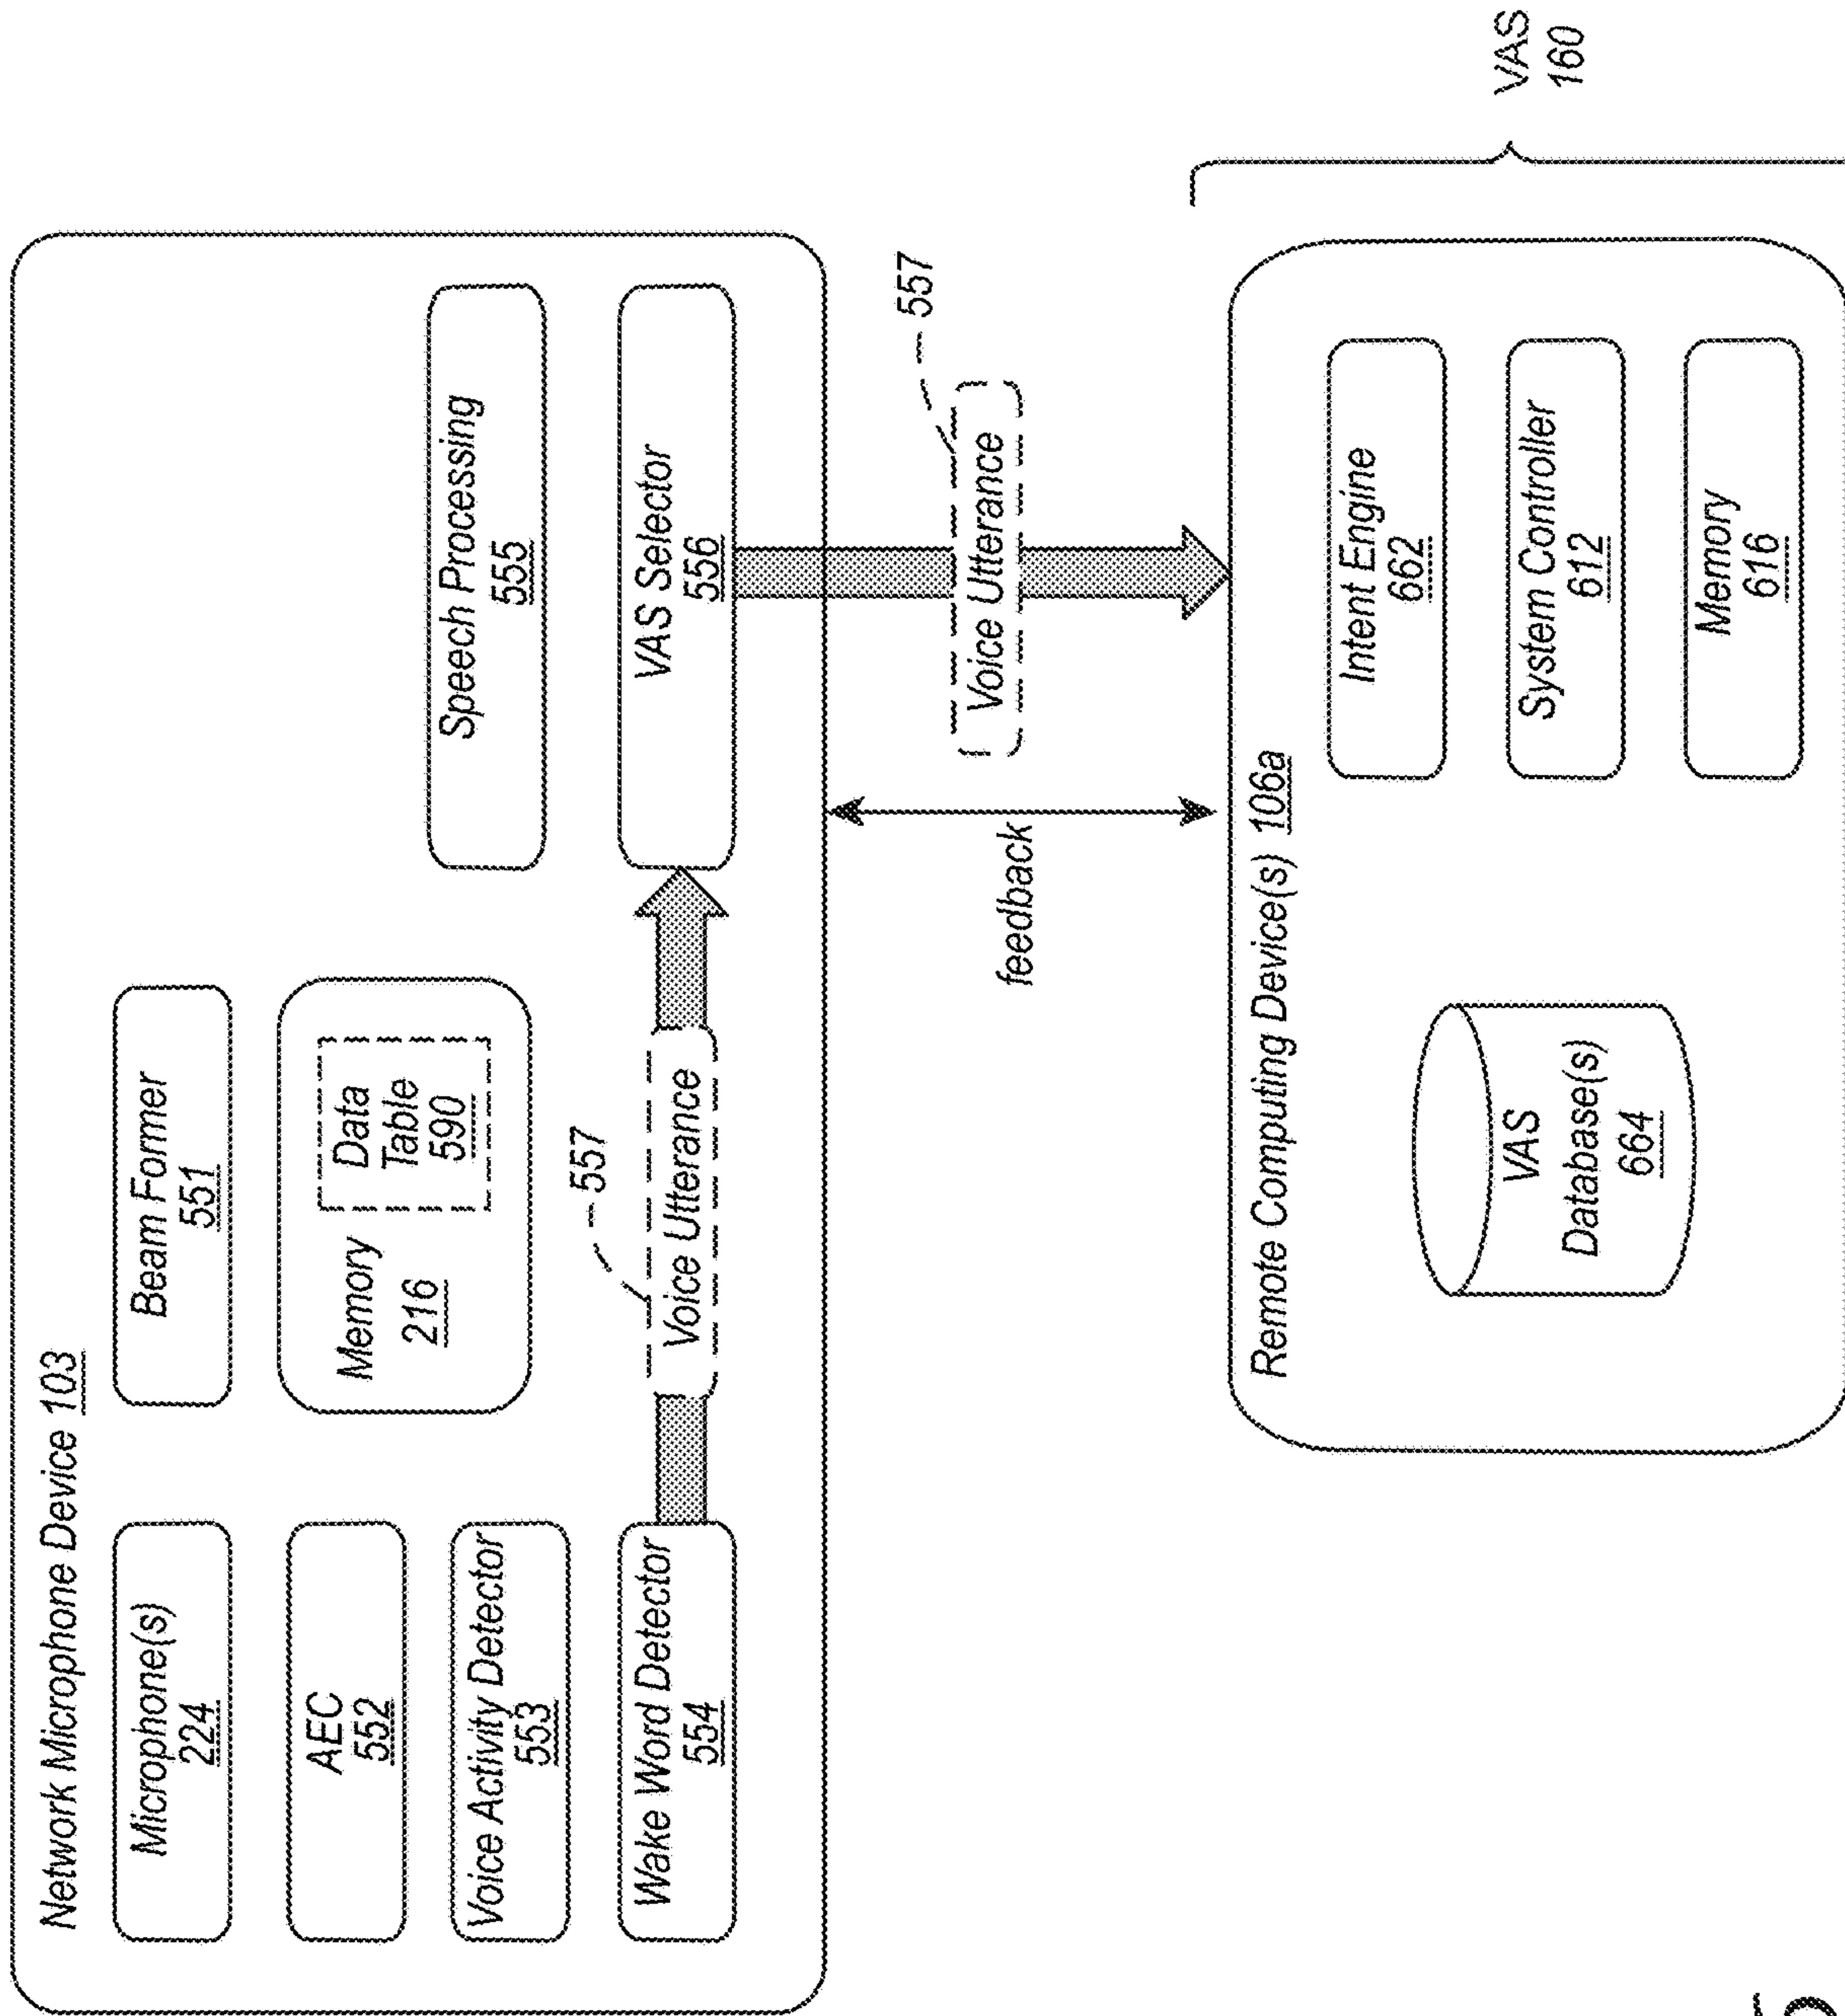 Network Microphone Device 103
Microphone(s)
224
Beam Former
551
AEC
552
Memory
216
Data
Table
590
Speech Processing
555
Voice Activity Detector
553
557
Wake Word Detector
554
Voice Utterance
VAS Selector
556
557
Voice Utterance
feedback
Remote Computing Device(s) 106a
VAS
Database(s)
664
Intent Engine
662
System Controller
612
Memory
616
VAS
160